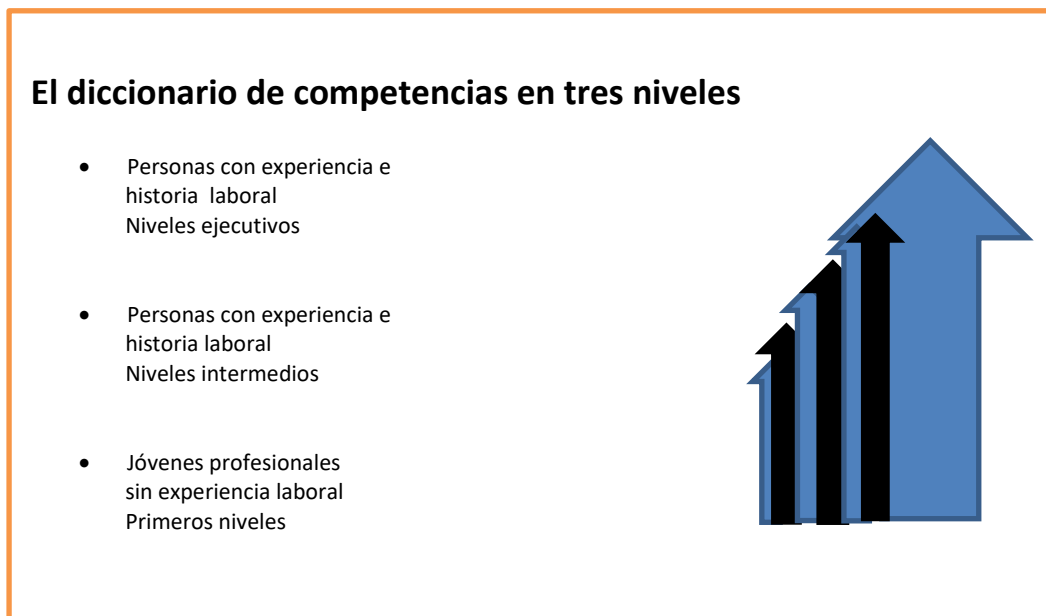 El diccionario de competencias en tres niveles
• Personas con experiencia e
historia laboral
Niveles ejecutivos
• Personas con experiencia e
historia laboral
Niveles intermedios
• Jóvenes profesionales
sin experiencia laboral
Primeros niveles